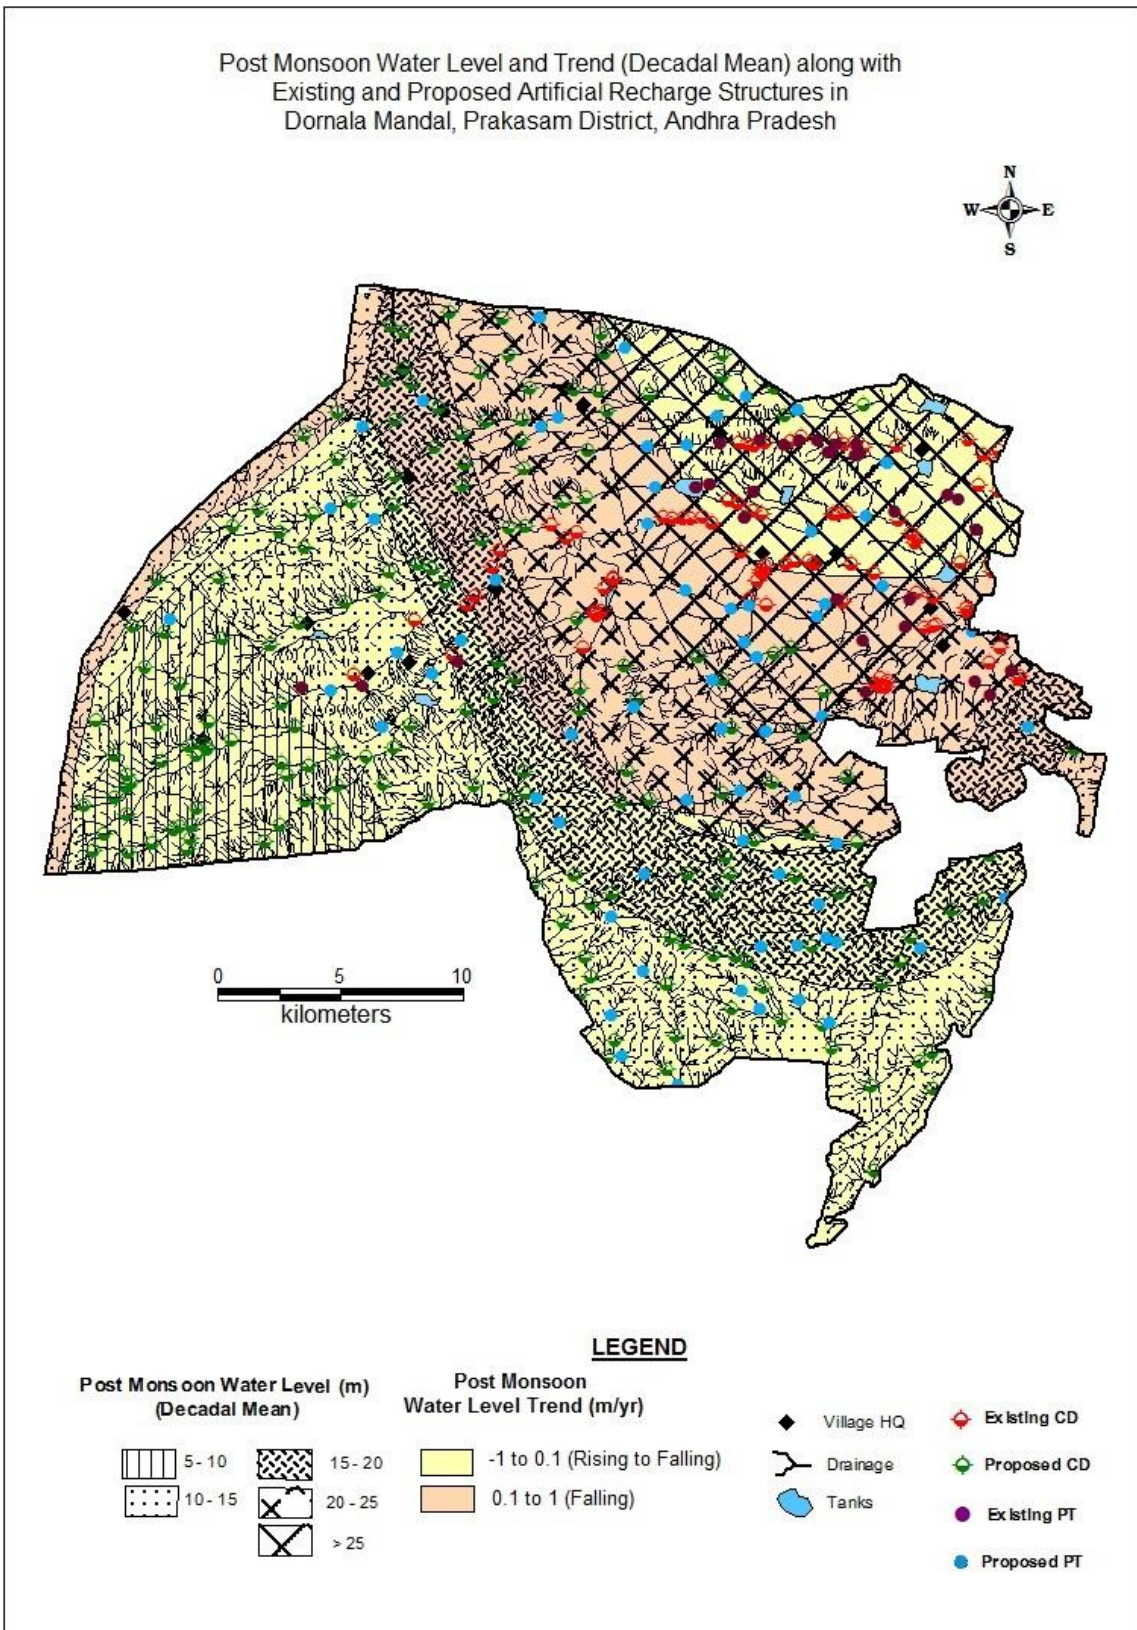 Post Monsoon Water Level and Trend (Decadal Mean) along with
Existing and Proposed Artificial Recharge Structures in
Dornala Mandal, Prakasam District, Andhra Pradesh
N
W E
S
0 5 10
kilometers
LEGEND
Post Monsoon Water Level (m)
(Decadal Mean)
5 - 10
15 - 20
10 - 15
20 - 25
> 25
Post Monsoon
Water Level Trend (m/yr)
-1 to 0.1 (Rising to Falling)
0.1 to 1 (Falling)
Village HQ
Drainage
Tanks
Existing CD
Proposed CD
Existing PT
Proposed PT